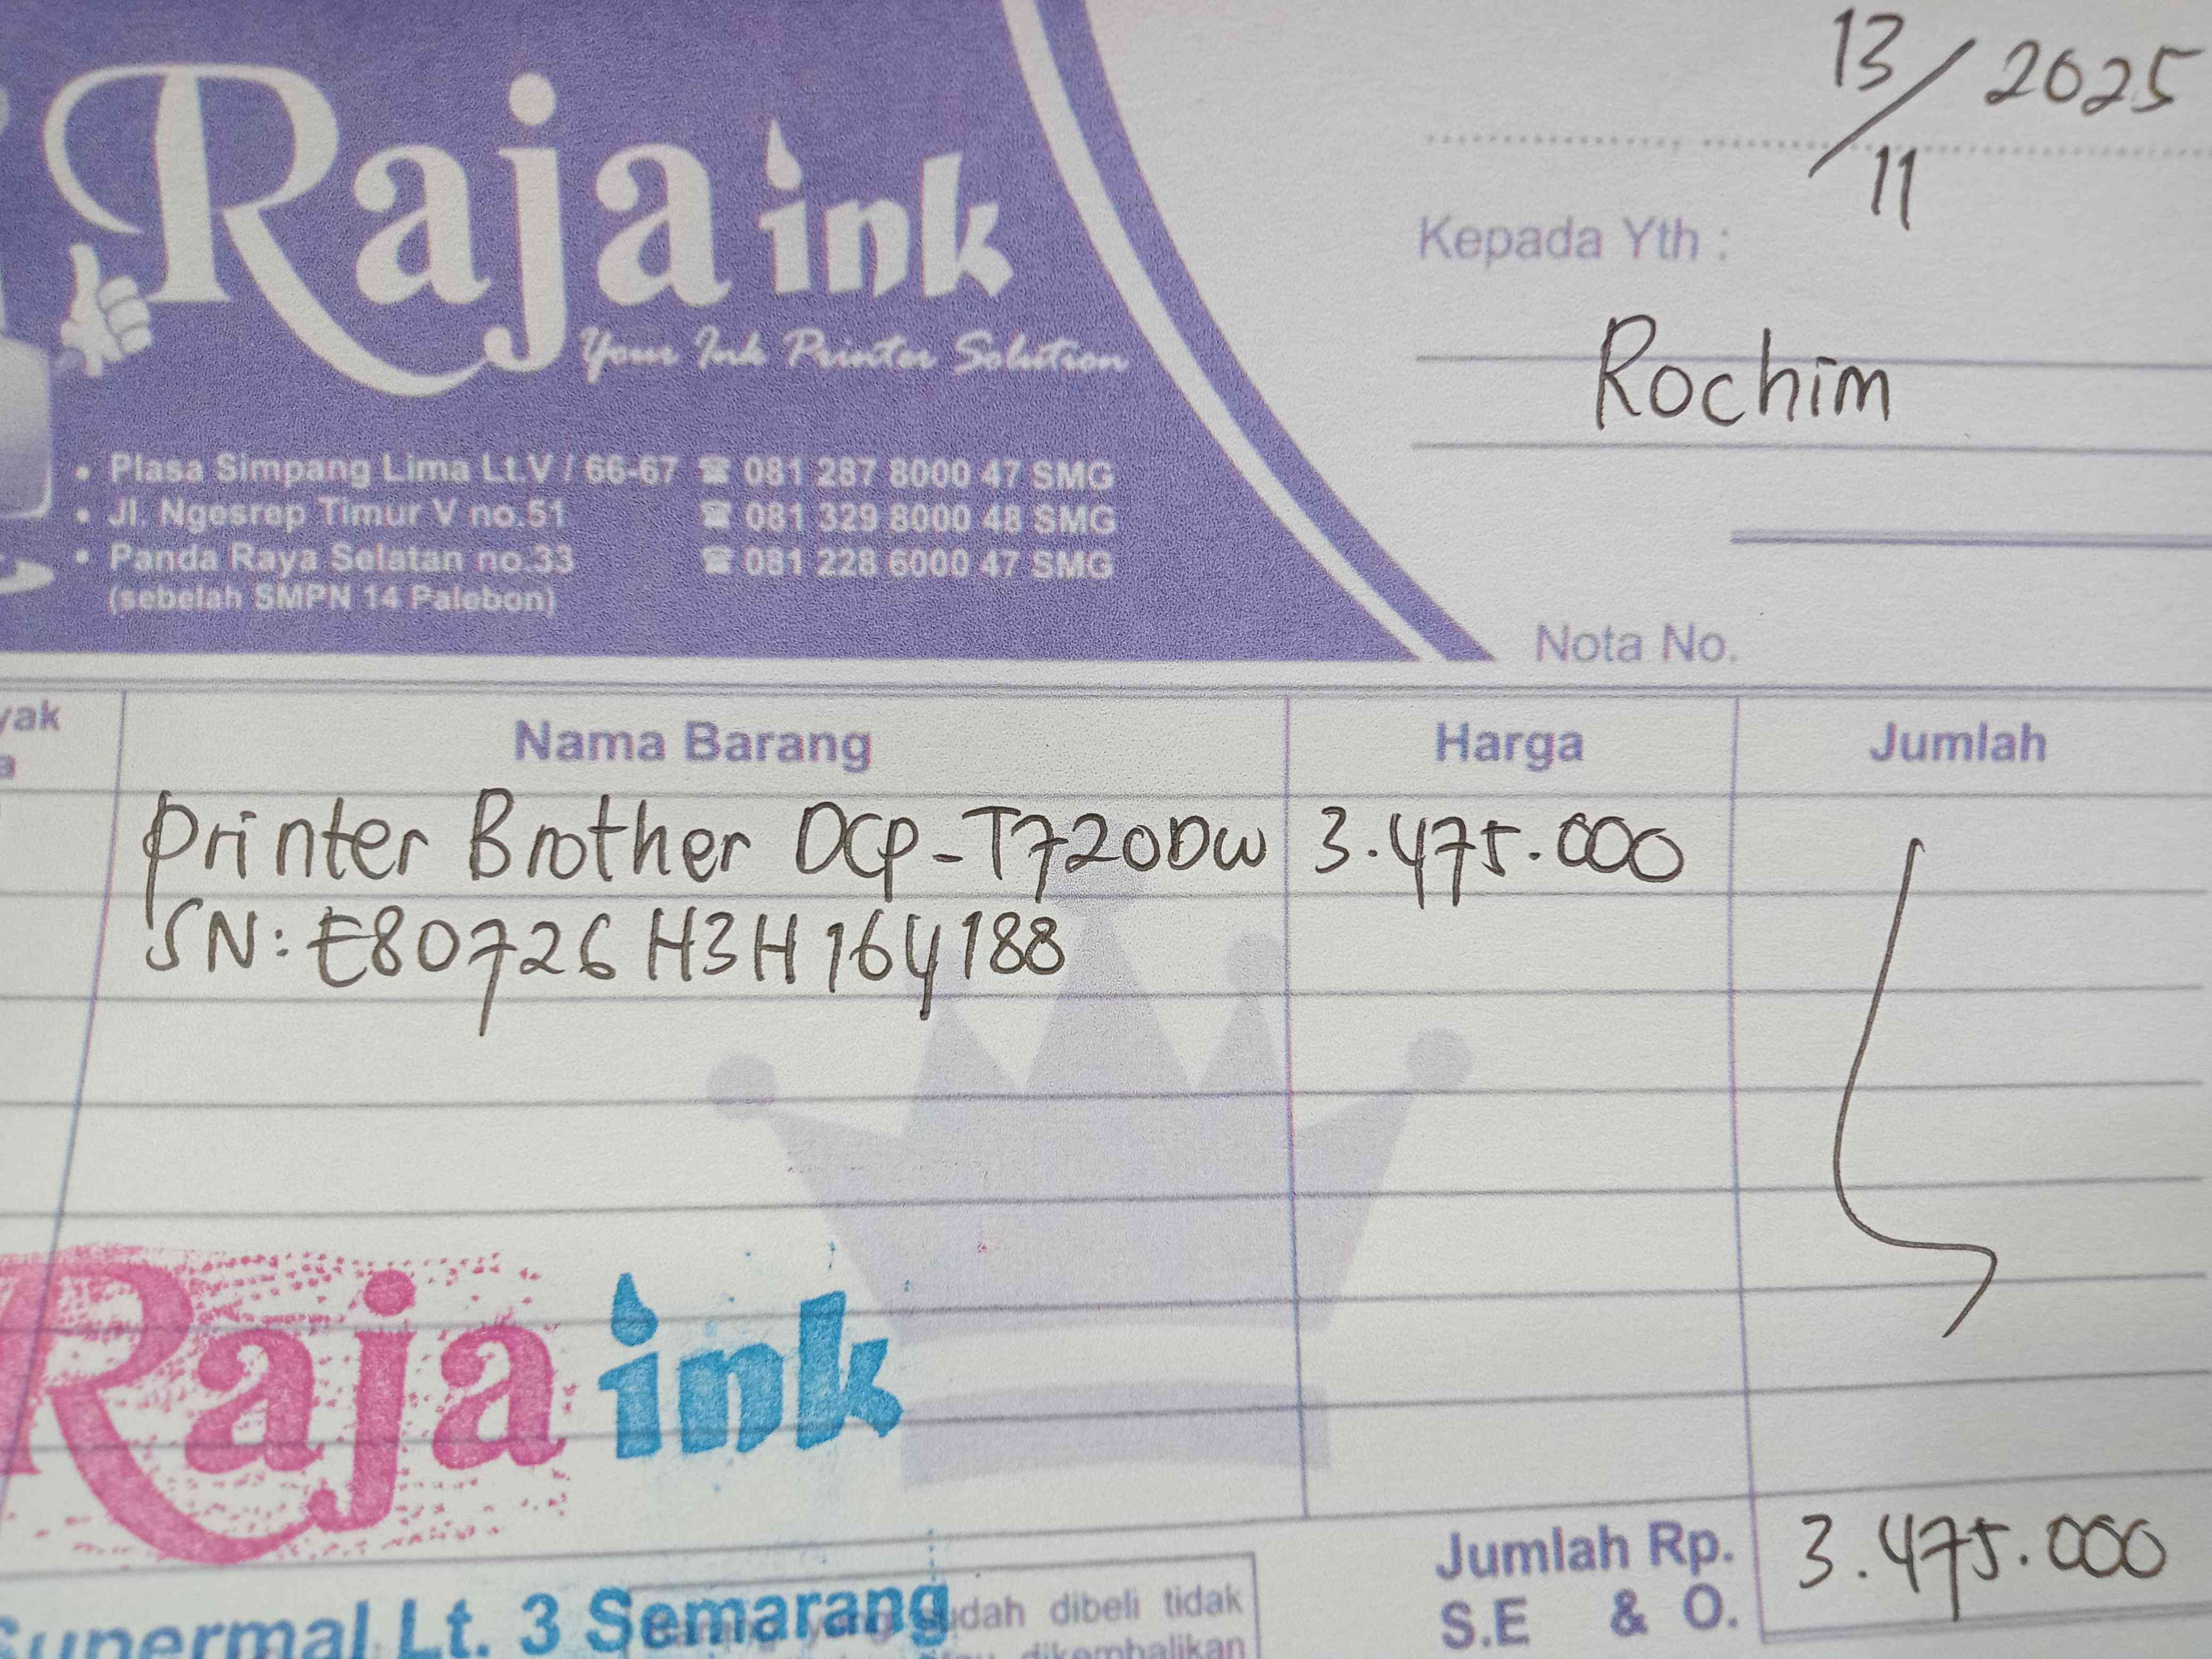 13/11 2025
Raja ink
Your Ink Printer Solution
Kepada Yth :
Rochim
• Plasa Simpang Lima Lt.V / 66-67 ☎ 081 287 8000 47 SMG
• Jl. Ngesrep Timur V no.51 ☎ 081 329 8000 48 SMG
• Panda Raya Selatan no.33 ☎ 081 228 6000 47 SMG
(sebelah SMPN 14 Palebon)
Nota No.
Nama Barang Harga Jumlah
Printer Brother DCP-T720DW 3.475.000
SN: E80726H3H164188
Raja ink
Supermal Lt. 3 Semarang
dibeli tidak
dikembalikan
Jumlah Rp. 3.475.000
S.E & O.